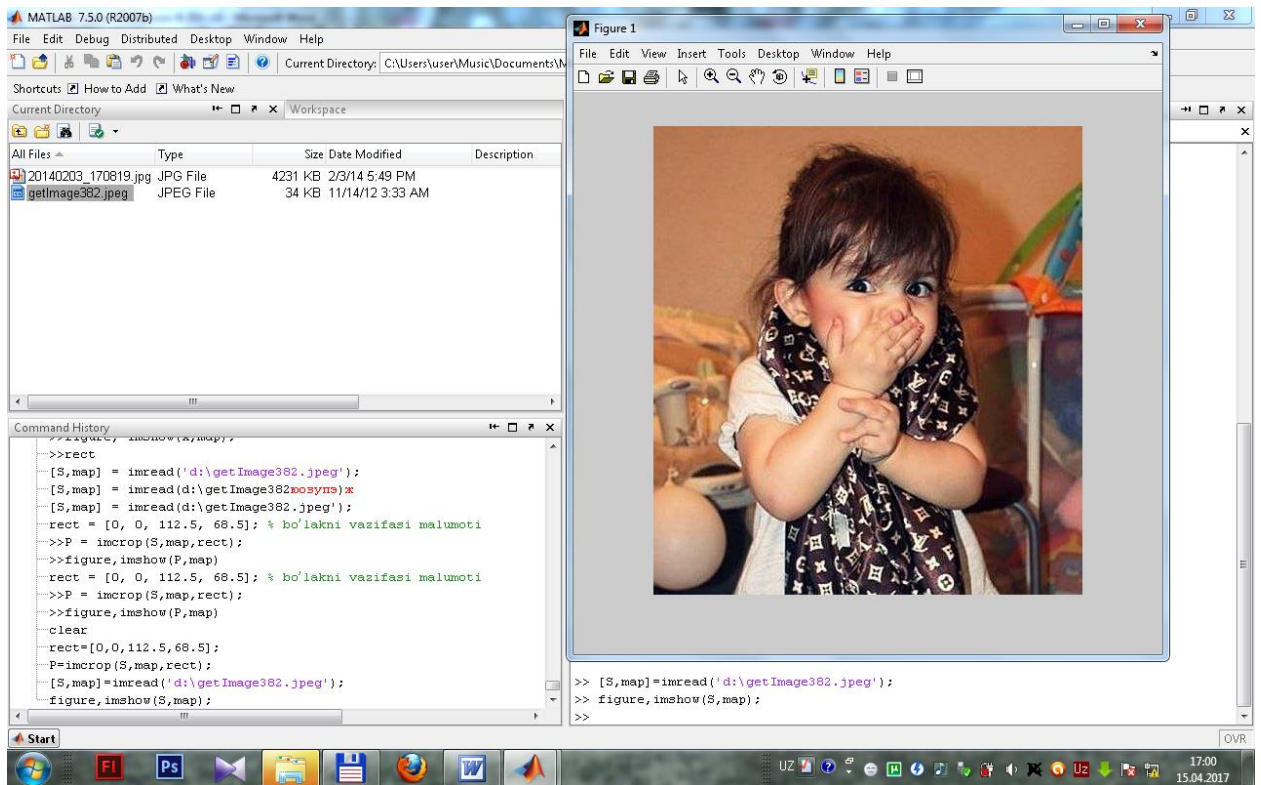 MATLAB 7.5.0 (R2007b)
File Edit Debug Distributed Desktop Window Help
Current Directory: C:\Users\user\Music\Documents\M
Shortcuts How to Add What's New
Current Directory
Workspace
All Files Type Size Date Modified Description
20140203_170819.jpg JPG File 4231 KB 2/3/14 5:49 PM
getImage382.jpeg JPEG File 34 KB 11/14/12 3:33 AM
Command History
>>figure, imshow(x,map);
>>rect
[S,map] = imread('d:\getImage382.jpeg');
[S,map] = imread(d:\getImage382юозупэ)ж
[S,map] = imread(d:\getImage382.jpeg');
rect = [0, 0, 112.5, 68.5]; % bo'lakni vazifasi malumoti
>>P = imcrop(S,map,rect);
>>figure,imshow(P,map)
rect = [0, 0, 112.5, 68.5]; % bo'lakni vazifasi malumoti
>>P = imcrop(S,map,rect);
>>figure,imshow(P,map)
clear
rect=[0,0,112.5,68.5];
P=imcrop(S,map,rect);
[S,map]=imread('d:\getImage382.jpeg');
figure,imshow(S,map);
Figure 1
File Edit View Insert Tools Desktop Window Help
>> [S,map]=imread('d:\getImage382.jpeg');
>> figure,imshow(S,map);
>>
Start
OVR
Fl Ps W
UZ
Uz
17:00
15.04.2017